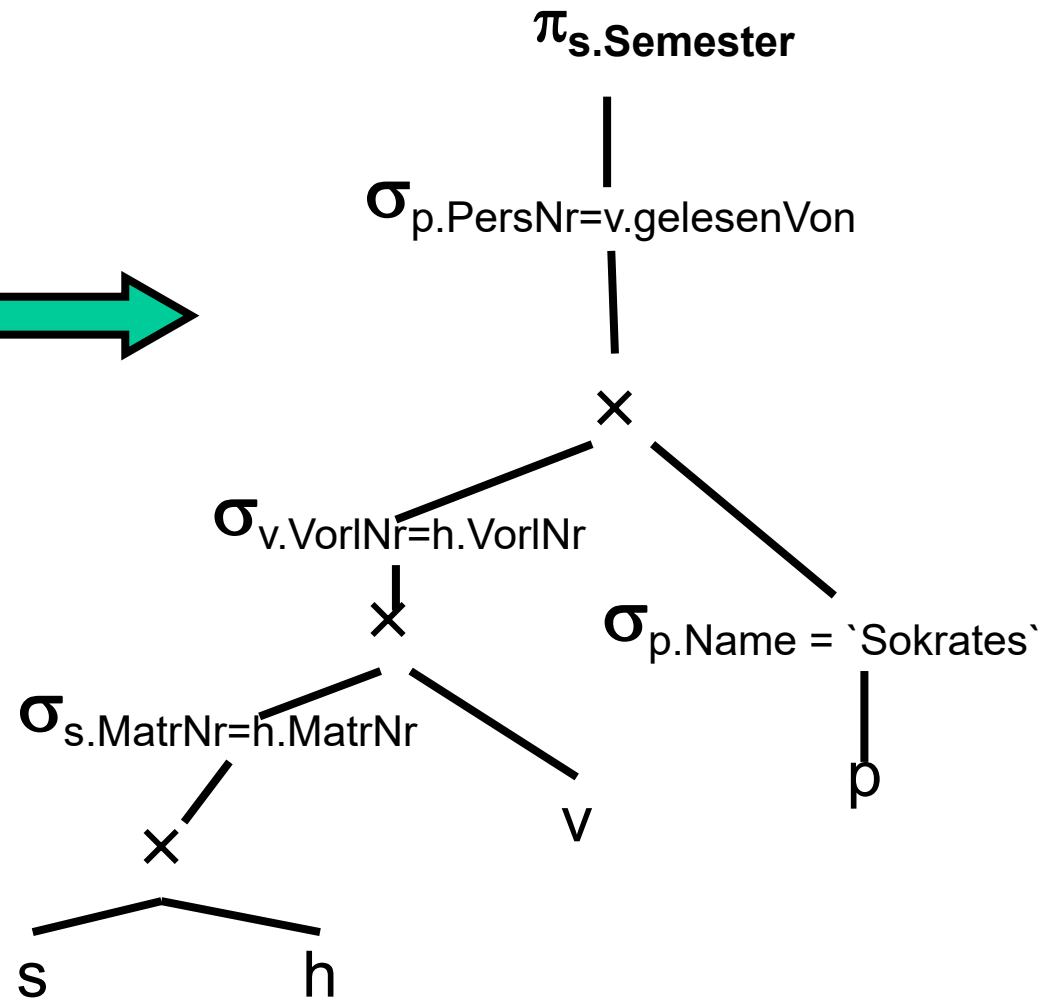 πs.Semester
σp.PersNr=v.gelesenVon
×
σv.VorlNr=h.VorlNr
×
σp.Name = `Sokrates`
σs.MatrNr=h.MatrNr
p
v
×
s h